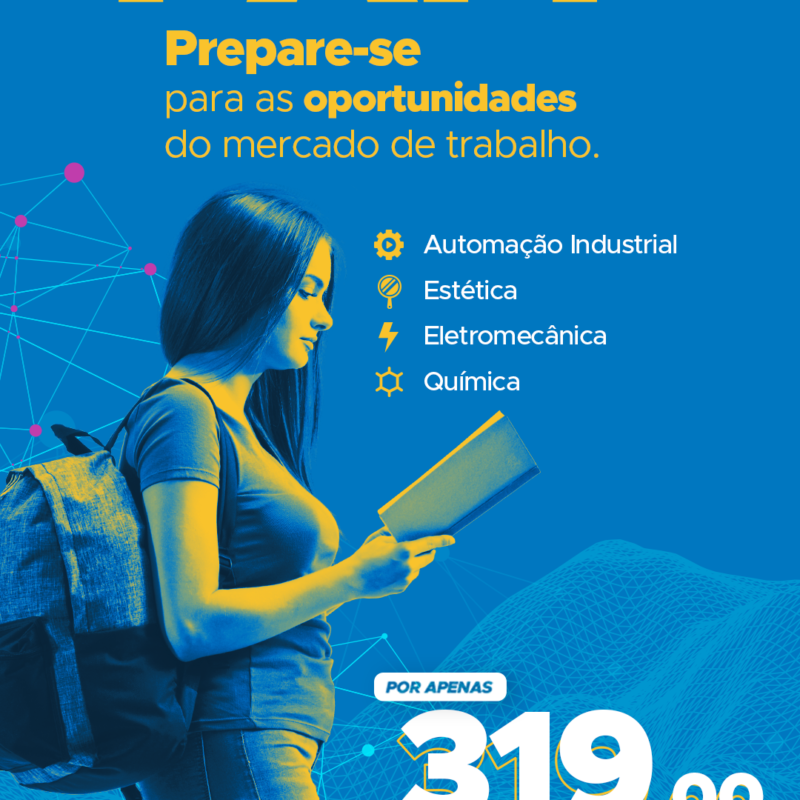 Prepare-se
para as oportunidades
do mercado de trabalho.
Automação Industrial
Estética
Eletromecânica
Química
POR APENAS
319,00